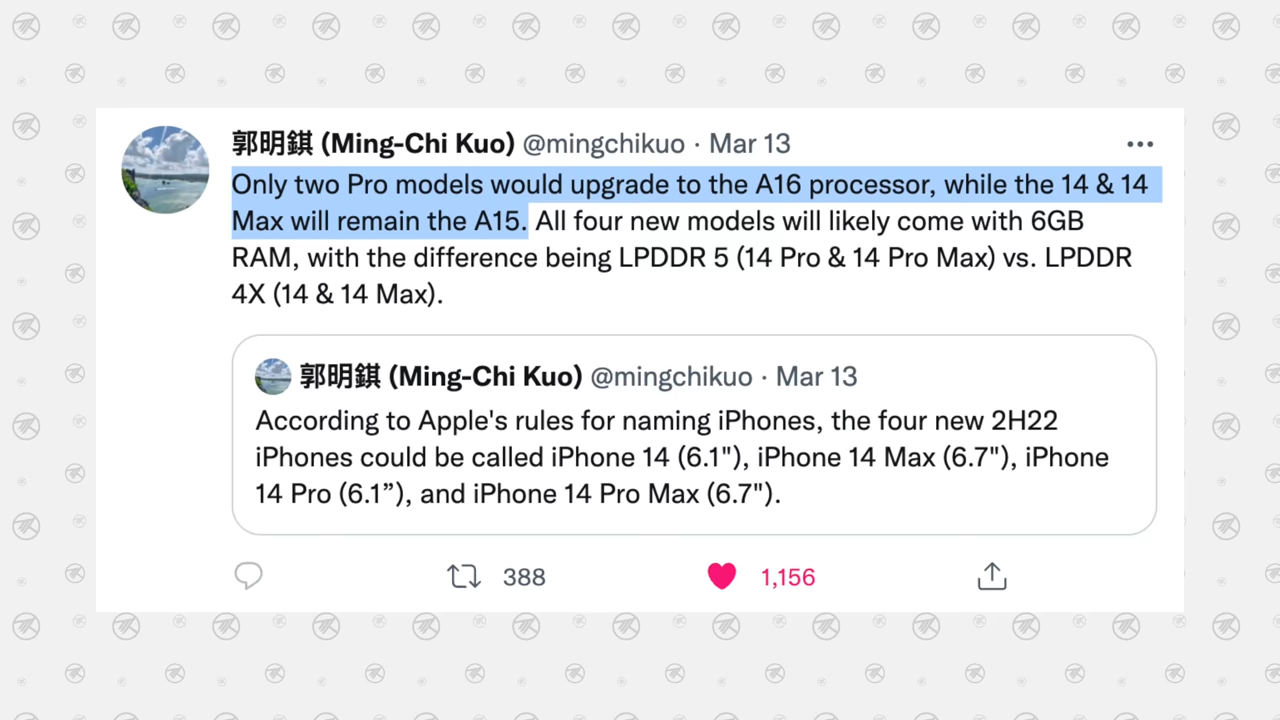 郭明錤 (Ming-Chi Kuo) @mingchikuo · Mar 13
Only two Pro models would upgrade to the A16 processor, while the 14 & 14
Max will remain the A15. All four new models will likely come with 6GB
RAM, with the difference being LPDDR 5 (14 Pro & 14 Pro Max) vs. LPDDR
4X (14 & 14 Max).
郭明錤 (Ming-Chi Kuo) @mingchikuo · Mar 13
According to Apple's rules for naming iPhones, the four new 2H22
iPhones could be called iPhone 14 (6.1"), iPhone 14 Max (6.7"), iPhone
14 Pro (6.1”), and iPhone 14 Pro Max (6.7").
388 1,156